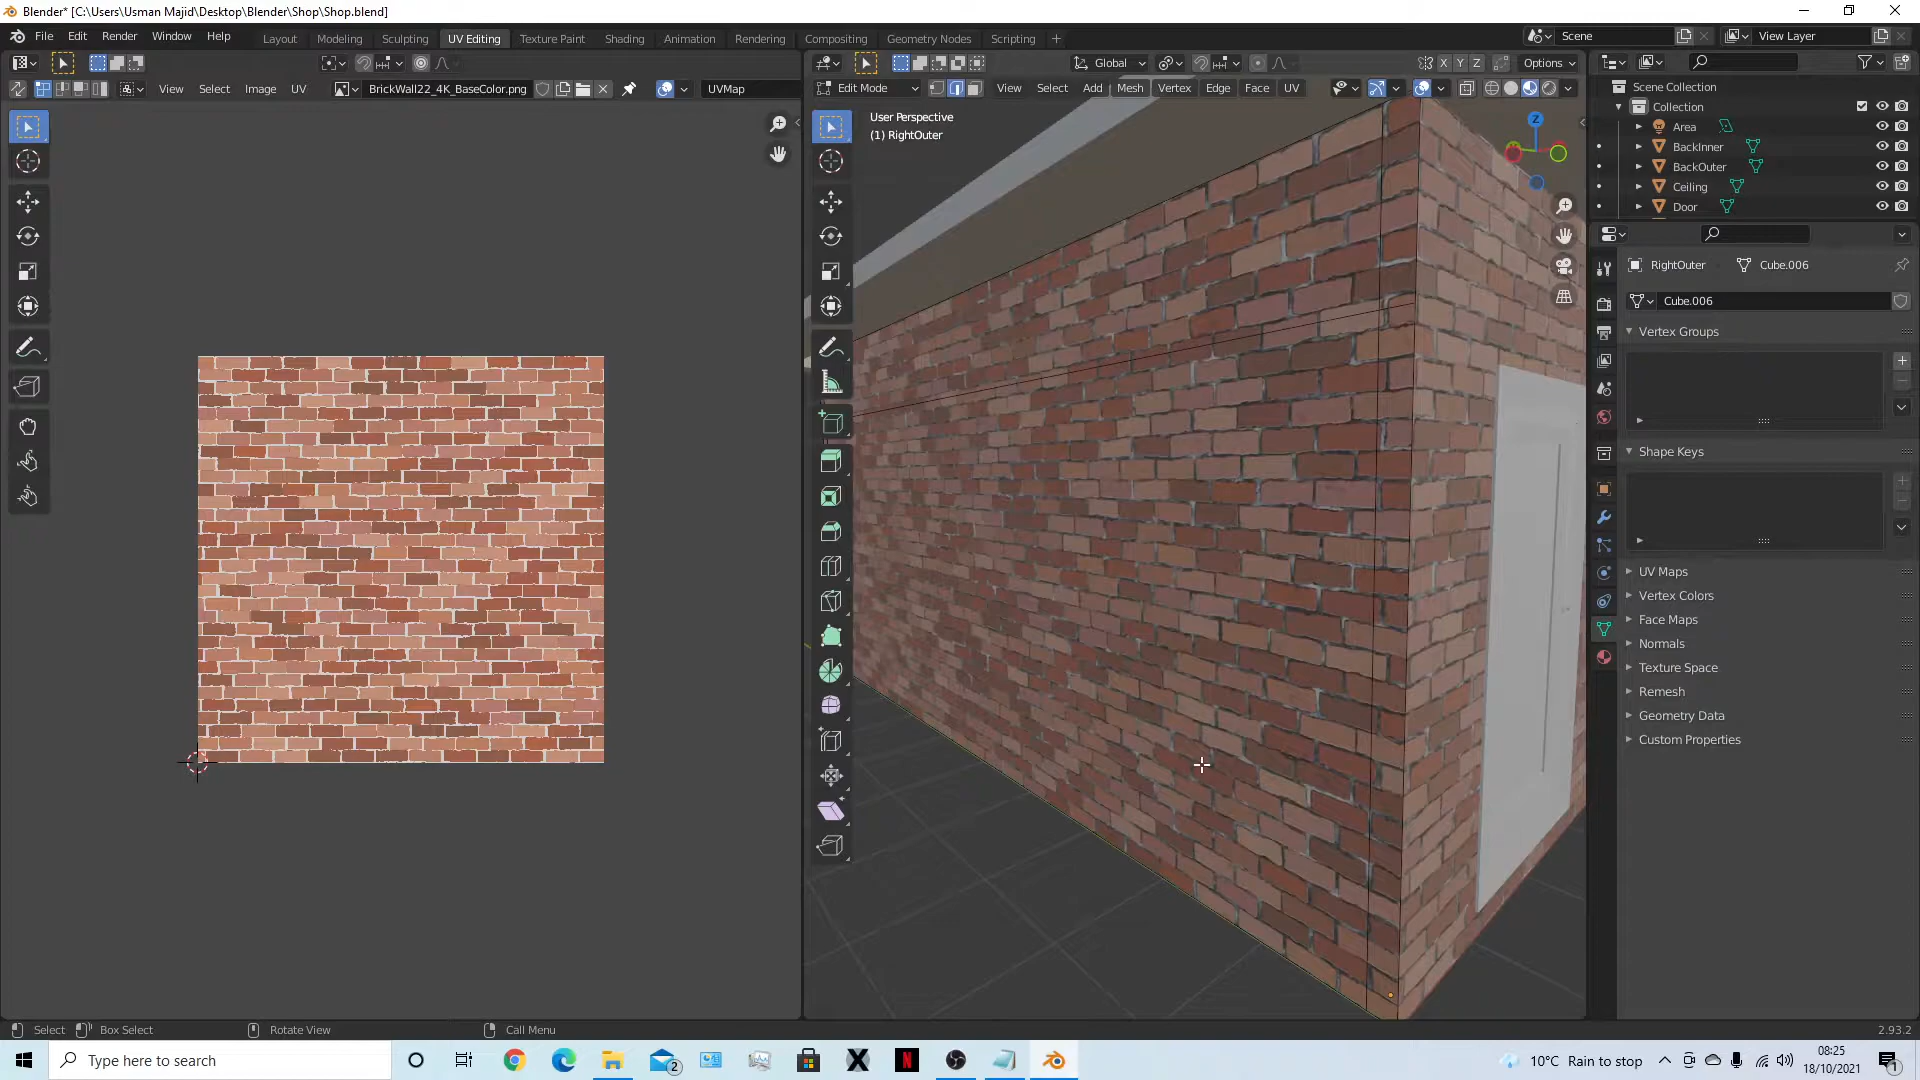 Blender* [C:\Users\Usman Majid\Desktop\Blender\Shop\Shop.blend]
File Edit Render Window Help
Layout Modeling Sculpting UV Editing Texture Paint Shading Animation Rendering Compositing Geometry Nodes Scripting +
Scene View Layer
Global X Y Z Options
View Select Image UV BrickWall22_4K_BaseColor.png UVMap
Edit Mode View Select Add Mesh Vertex Edge Face UV
User Perspective
(1) RightOuter
Z
Scene Collection
Collection
Area
BackInner
BackOuter
Ceiling
Door
RightOuter Cube.006
Cube.006
Vertex Groups
Shape Keys
UV Maps
Vertex Colors
Face Maps
Normals
Texture Space
Remesh
Geometry Data
Custom Properties
Select Box Select Rotate View Call Menu 2.93.2
Type here to search
2
10°C Rain to stop
08:25
18/10/2021
1